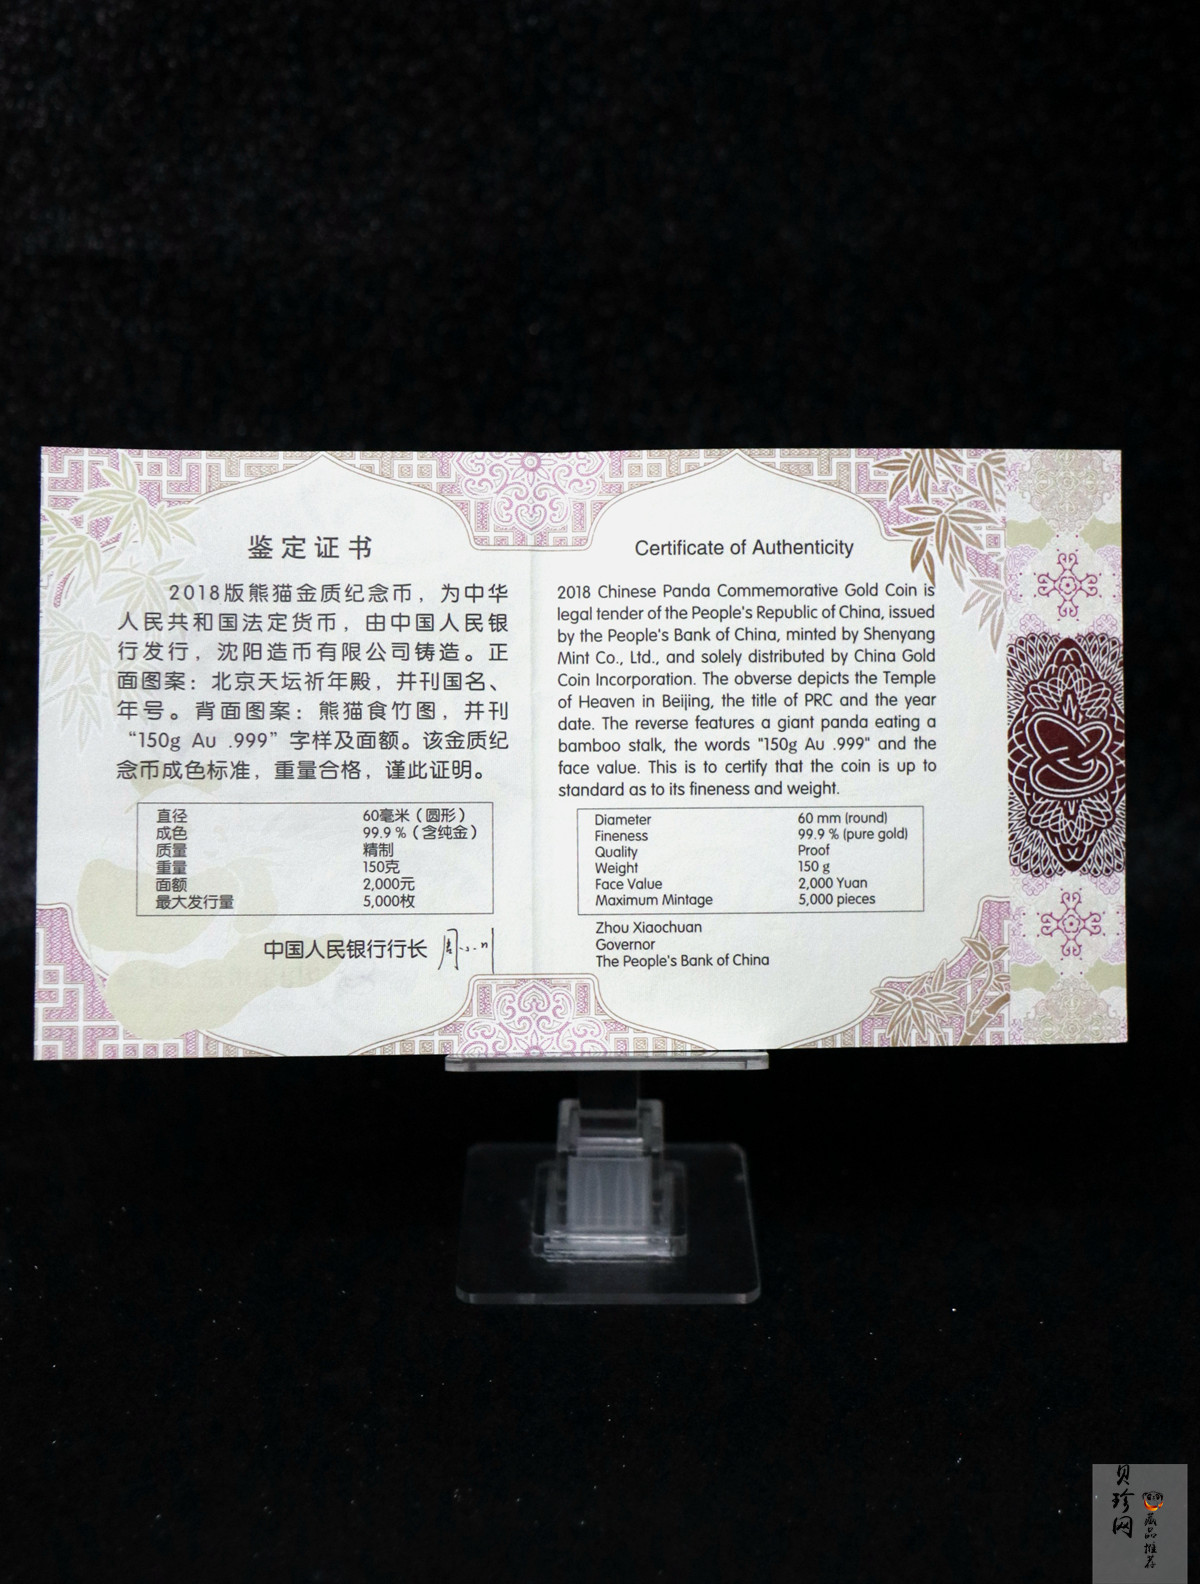 鉴定证书
2018版熊猫金质纪念币，为中华
人民共和国法定货币，由中国人民银
行发行，沈阳造币有限公司铸造。正
面图案：北京天坛祈年殿，并刊国名、
年号。背面图案：熊猫食竹图，并刊
“150g Au .999”字样及面额。该金质纪
念币成色标准，重量合格，谨此证明。
直径 60毫米（圆形）
成色 99.9 %（含纯金）
质量 精制
重量 150克
面额 2,000元
最大发行量 5,000枚
中国人民银行行长 周小川
Certificate of Authenticity
2018 Chinese Panda Commemorative Gold Coin is
legal tender of the People's Republic of China, issued
by the People's Bank of China, minted by Shenyang
Mint Co., Ltd., and solely distributed by China Gold
Coin Incorporation. The obverse depicts the Temple
of Heaven in Beijing, the title of PRC and the year
date. The reverse features a giant panda eating a
bamboo stalk, the words "150g Au .999" and the
face value. This is to certify that the coin is up to
standard as to its fineness and weight.
Diameter 60 mm (round)
Fineness 99.9 % (pure gold)
Quality Proof
Weight 150 g
Face Value 2,000 Yuan
Maximum Mintage 5,000 pieces
Zhou Xiaochuan
Governor
The People's Bank of China
贝珍网
藏品推荐